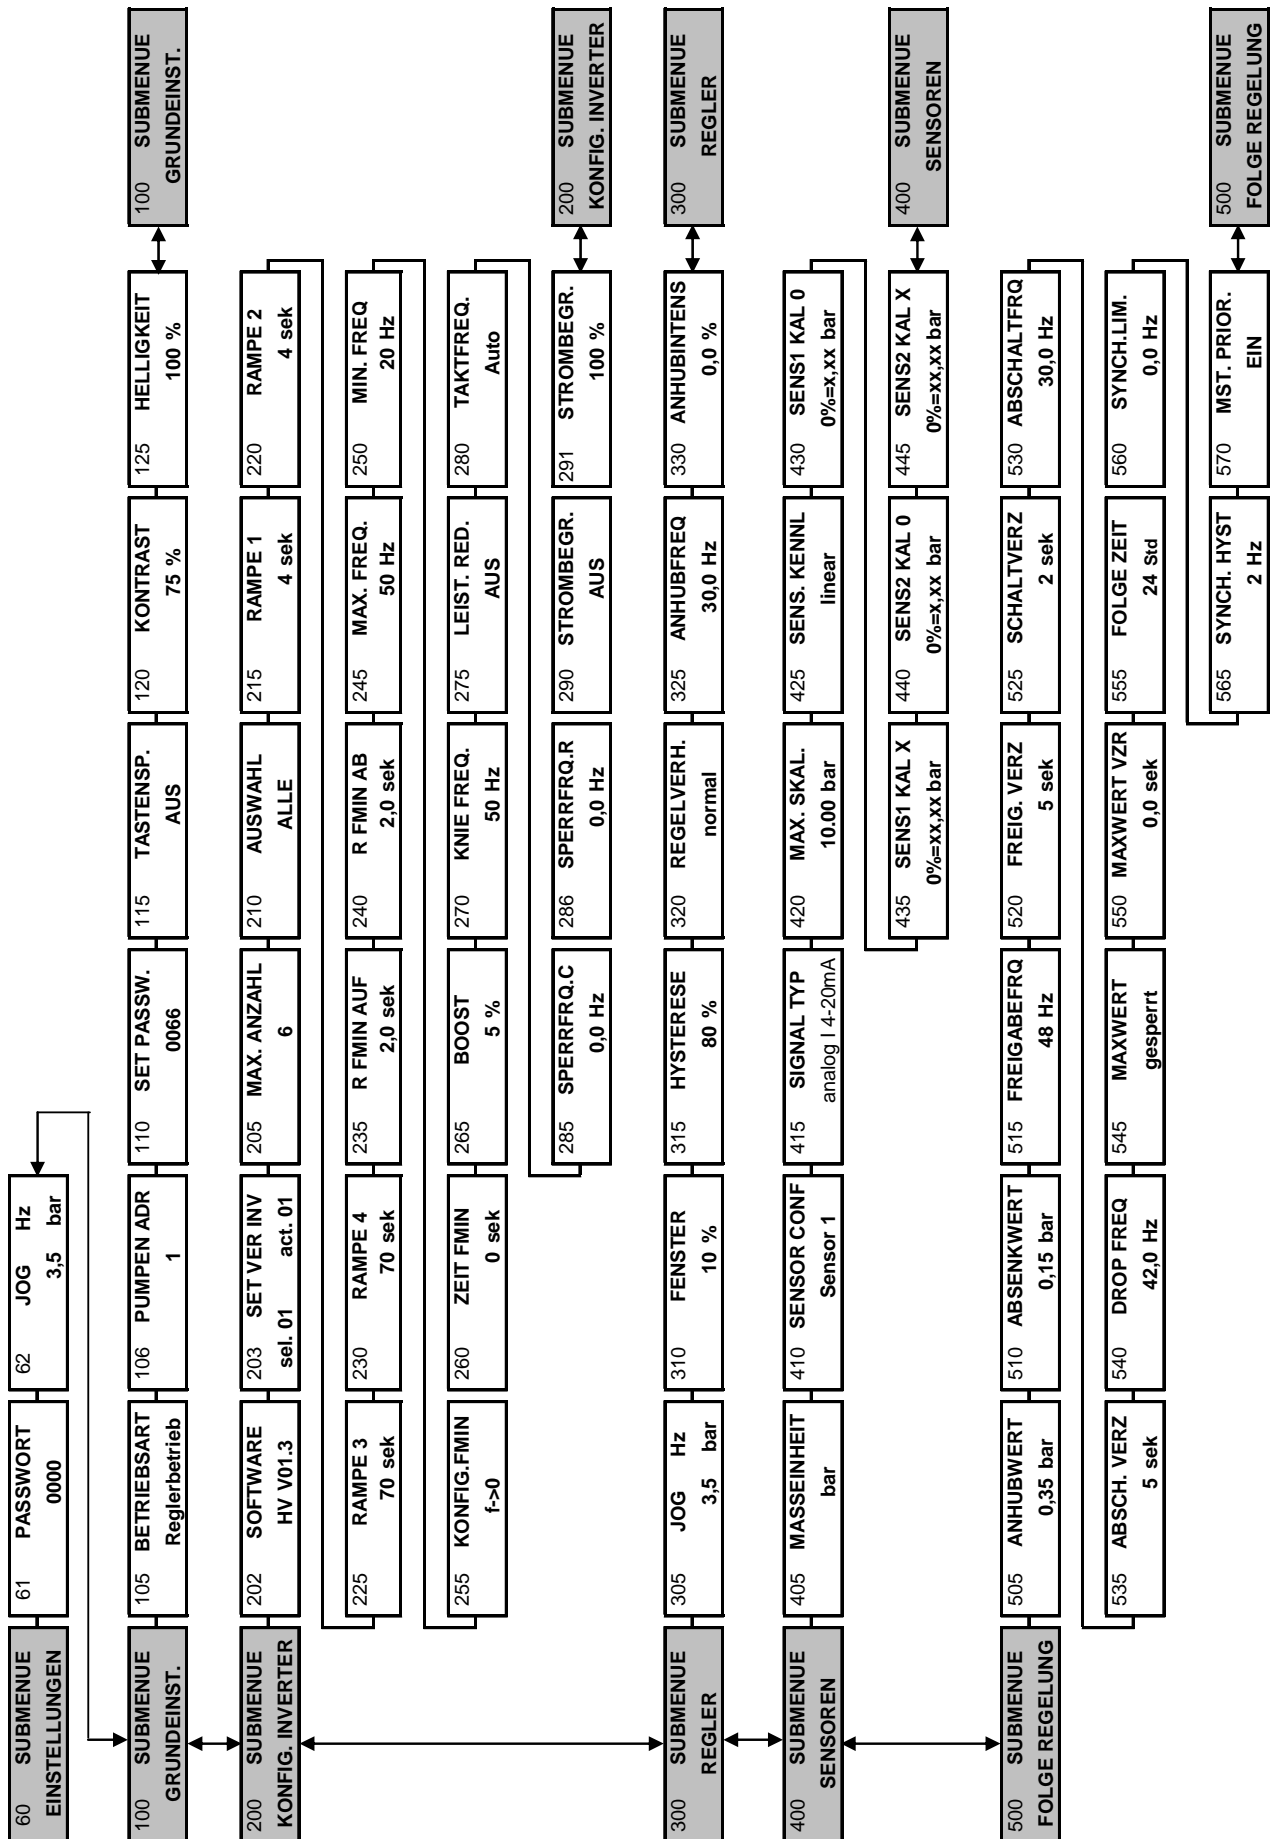 60 SUBMENUE
EINSTELLUNGEN
61 PASSWORT
0000
62 JOG Hz
3,5 bar
100 SUBMENUE
GRUNDEINST.
105 BETRIEBSART
Reglerbetrieb
106 PUMPEN ADR
1
110 SET PASSW.
0066
115 TASTENSP.
AUS
120 KONTRAST
75 %
125 HELLIGKEIT
100 %
100 SUBMENUE
GRUNDEINST.
200 SUBMENUE
KONFIG. INVERTER
202 SOFTWARE
HV V01.3
203 SET VER INV
sel. 01 act. 01
205 MAX. ANZAHL
6
210 AUSWAHL
ALLE
215 RAMPE 1
4 sek
220 RAMPE 2
4 sek
225 RAMPE 3
70 sek
230 RAMPE 4
70 sek
235 R FMIN AUF
2,0 sek
240 R FMIN AB
2,0 sek
245 MAX. FREQ.
50 Hz
250 MIN. FREQ
20 Hz
255 KONFIG.FMIN
f->0
260 ZEIT FMIN
0 sek
265 BOOST
5 %
270 KNIE FREQ.
50 Hz
275 LEIST. RED.
AUS
280 TAKTFREQ.
Auto
285 SPERRFRQ.C
0,0 Hz
286 SPERRFRQ.R
0,0 Hz
290 STROMBEGR.
AUS
291 STROMBEGR.
100 %
200 SUBMENUE
KONFIG. INVERTER
300 SUBMENUE
REGLER
305 JOG Hz
3,5 bar
310 FENSTER
10 %
315 HYSTERESE
80 %
320 REGELVERH.
normal
325 ANHUBFREQ
30,0 Hz
330 ANHUBINTENS
0,0 %
300 SUBMENUE
REGLER
400 SUBMENUE
SENSOREN
405 MASSEINHEIT
bar
410 SENSOR CONF
Sensor 1
415 SIGNAL TYP
analog I 4-20mA
420 MAX. SKAL.
10.00 bar
425 SENS. KENNL
linear
430 SENS1 KAL 0
0%=x,xx bar
435 SENS1 KAL X
0%=xx,xx bar
440 SENS2 KAL 0
0%=x,xx bar
445 SENS2 KAL X
0%=xx,xx bar
400 SUBMENUE
SENSOREN
500 SUBMENUE
FOLGE REGELUNG
505 ANHUBWERT
0,35 bar
510 ABSENKWERT
0,15 bar
515 FREIGABEFRQ
48 Hz
520 FREIG. VERZ
5 sek
525 SCHALTVERZ
2 sek
530 ABSCHALTFRQ
30,0 Hz
535 ABSCH. VERZ
5 sek
540 DROP FREQ
42,0 Hz
545 MAXWERT
gesperrt
550 MAXWERT VZR
0,0 sek
555 FOLGE ZEIT
24 Std
560 SYNCH.LIM.
0,0 Hz
565 SYNCH. HYST
2 Hz
570 MST. PRIOR.
EIN
500 SUBMENUE
FOLGE REGELUNG